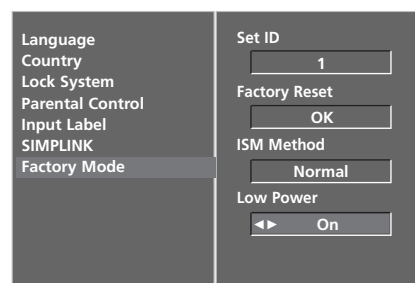 Language
Country
Lock System
Parental Control
Input Label
SIMPLINK
Factory Mode
Set ID
1
Factory Reset
OK
ISM Method
Normal
Low Power
◄► On